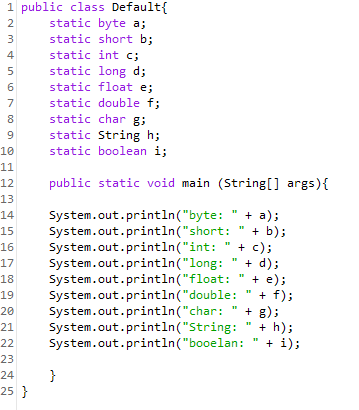 1 public class Default{
2     static byte a;
3     static short b;
4     static int c;
5     static long d;
6     static float e;
7     static double f;
8     static char g;
9     static String h;
10     static boolean i;
11
12     public static void main (String[] args){
13
14     System.out.println("byte: " + a);
15     System.out.println("short: " + b);
16     System.out.println("int: " + c);
17     System.out.println("long: " + d);
18     System.out.println("float: " + e);
19     System.out.println("double: " + f);
20     System.out.println("char: " + g);
21     System.out.println("String: " + h);
22     System.out.println("booelan: " + i);
23
24     }
25 }